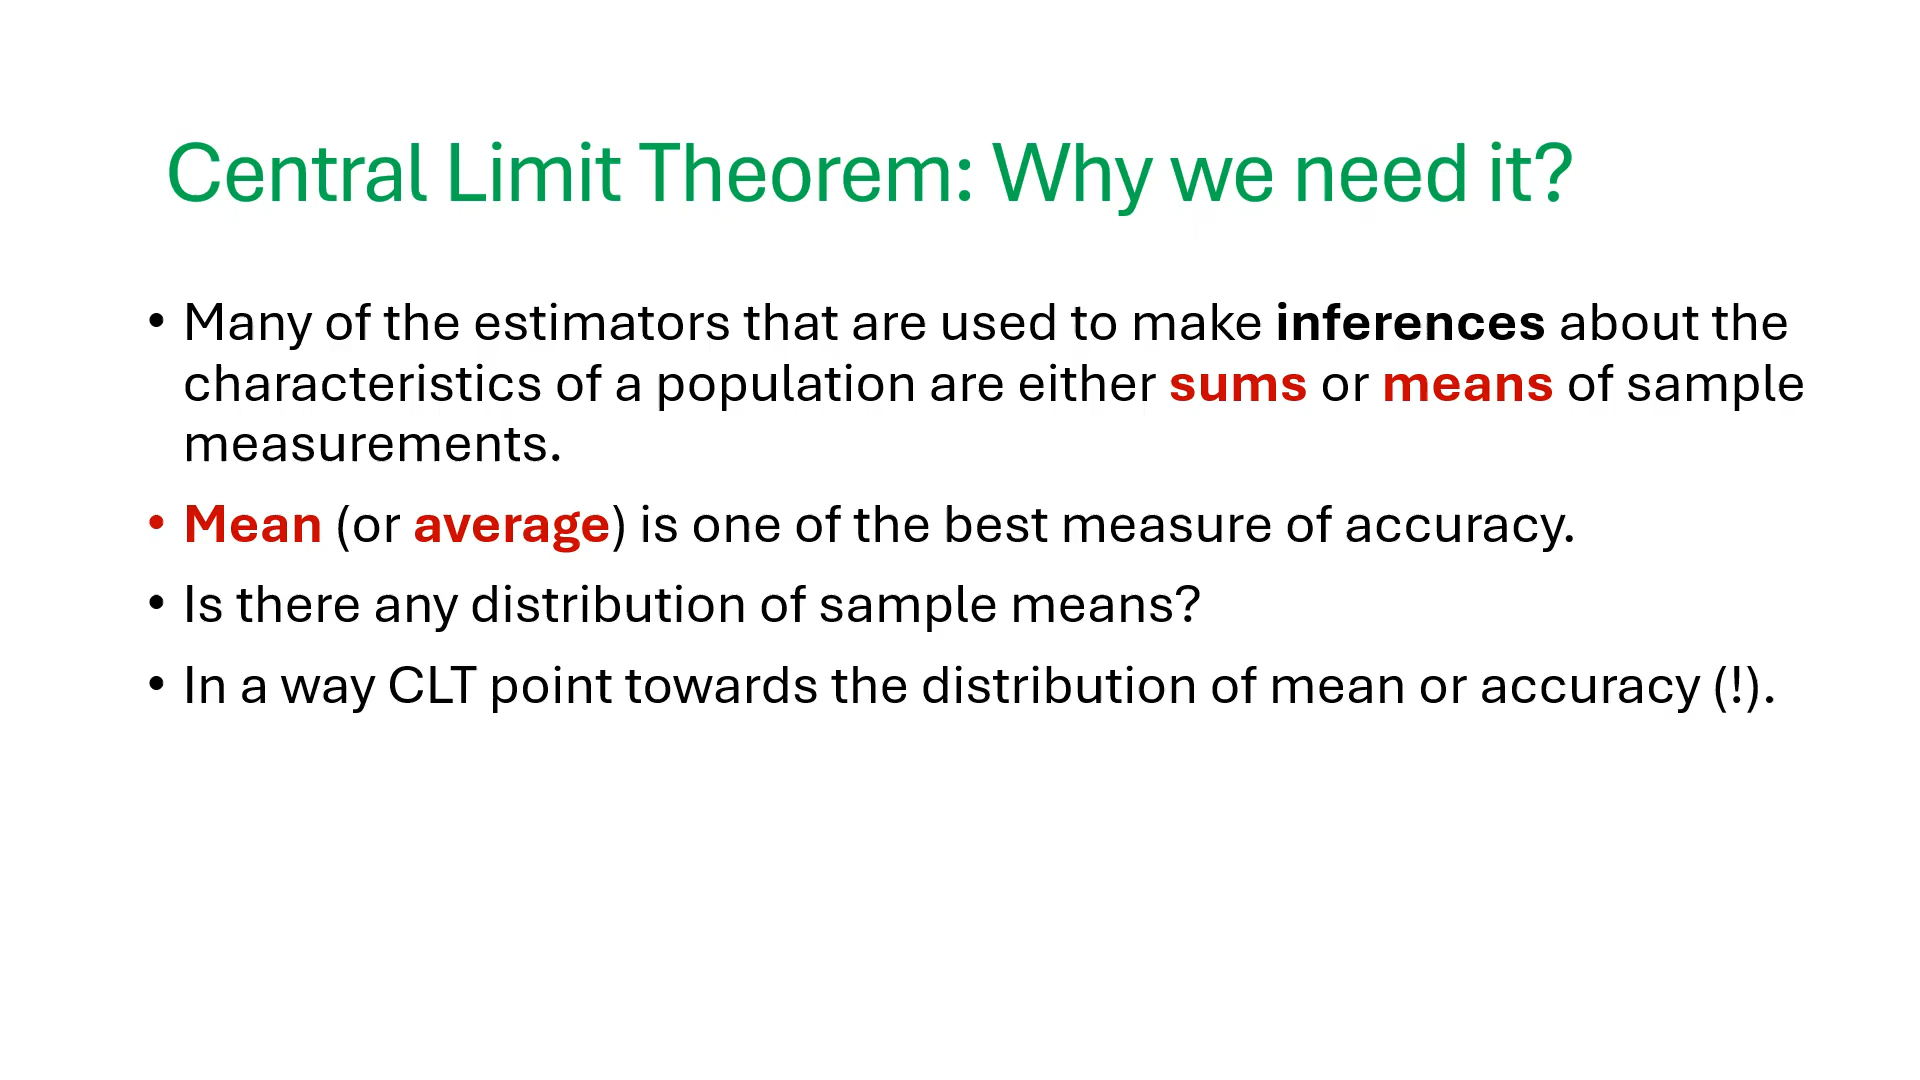 Central Limit Theorem: Why we need it?
• Many of the estimators that are used to make inferences about the
characteristics of a population are either sums or means of sample
measurements.
• Mean (or average) is one of the best measure of accuracy.
• Is there any distribution of sample means?
• In a way CLT point towards the distribution of mean or accuracy (!).